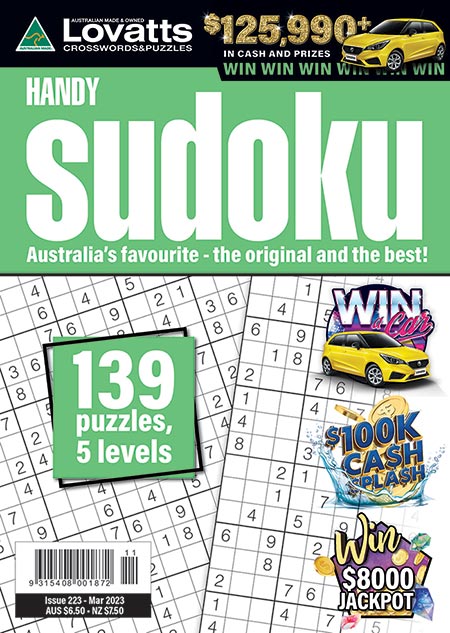 AUSTRALIAN MADE & OWNED
Lovatts
CROSSWORDS&PUZZLES
AUSTRALIAN MADE
$125,990+
IN CASH AND PRIZES
WIN WIN WIN WIN WIN WIN
HANDY
sudoku
Australia's favourite - the original and the best!
139
puzzles,
5 levels
WIN
a Car
$100K
CASH
SPLASH
Win
$8000
JACKPOT
11
9 315408 001872
Issue 223 - Mar 2023
AUS $6.50 • NZ $7.50